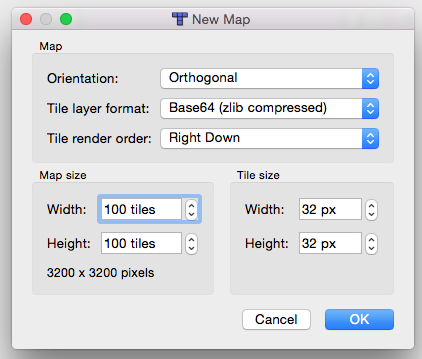 New Map
Map
Orientation: Orthogonal
Tile layer format: Base64 (zlib compressed)
Tile render order: Right Down
Map size
Width: 100 tiles
Height: 100 tiles
3200 x 3200 pixels
Tile size
Width: 32 px
Height: 32 px
Cancel OK